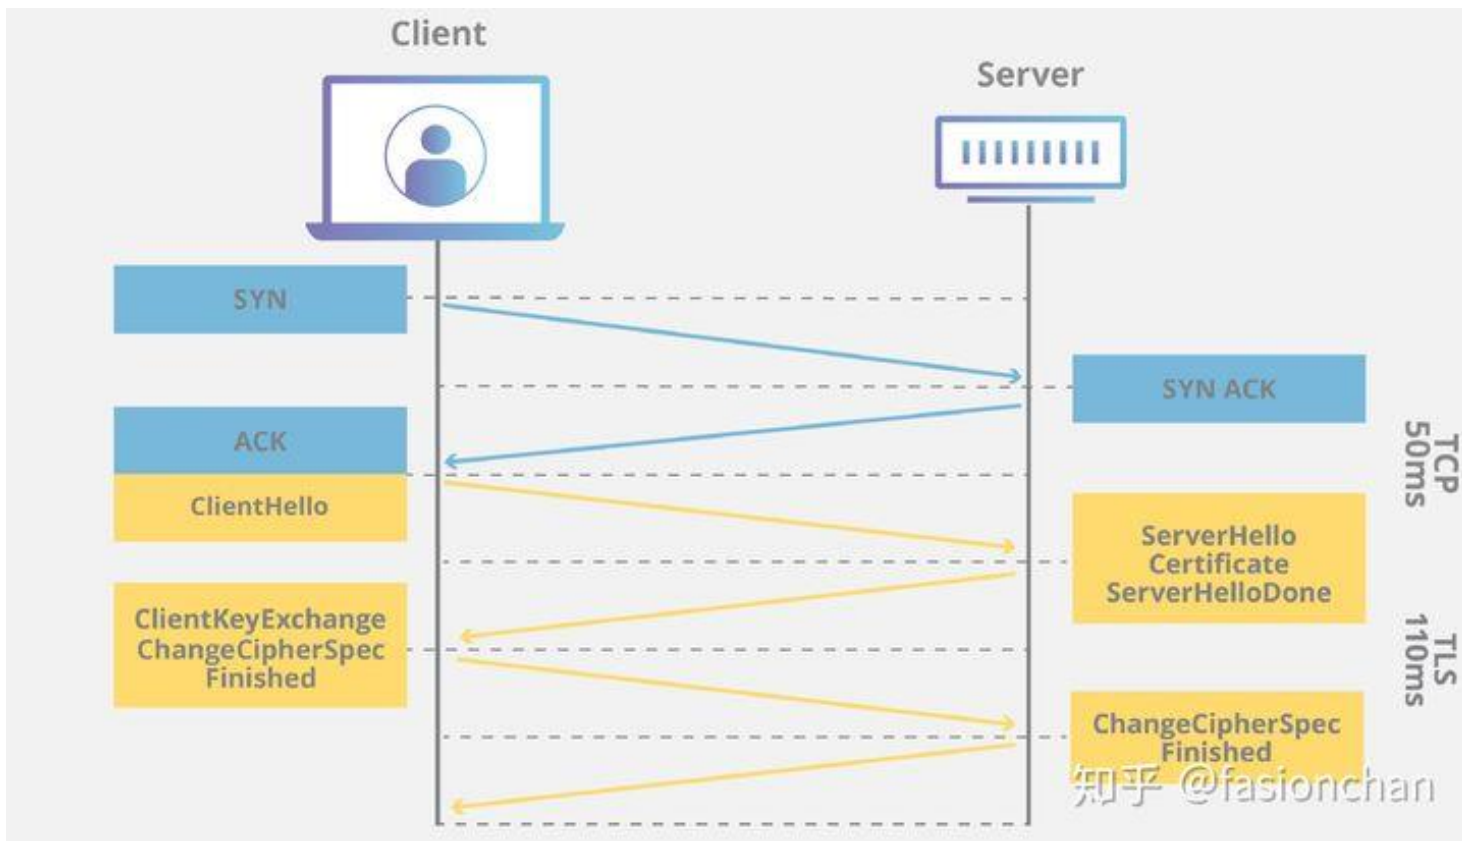 Client
Server
SYN
SYN ACK
ACK
ClientHello
TCP
50ms
ServerHello
Certificate
ServerHelloDone
ClientKeyExchange
ChangeCipherSpec
Finished
TLS
110ms
ChangeCipherSpec
Finished
知乎 @fasionchan